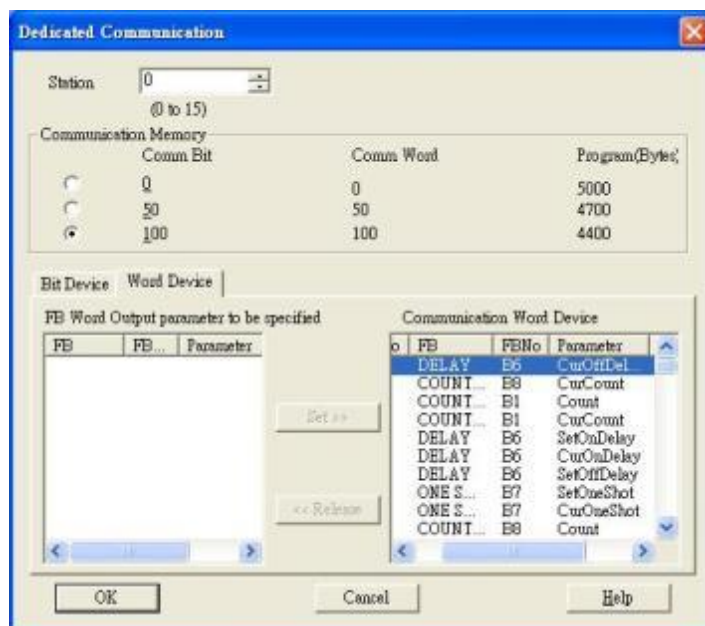 Dedicated Communication
Station 0
(0 to 15)
Communication Memory
Comm Bit Comm Word Program(Bytes)
0 0 5000
50 50 4700
100 100 4400
Bit Device Word Device
FB Word Output parameter to be specified
FB FB... Parameter
Set >>
<< Release
Communication Word Device
o FB FBNo Parameter
DELAY B6 CurOffDel...
COUNT... B8 CurCount
COUNT... B1 Count
COUNT... B1 CurCount
DELAY B6 SetOnDelay
DELAY B6 CurOnDelay
DELAY B6 SetOffDelay
ONE S... B7 SetOneShot
ONE S... B7 CurOneShot
COUNT... B8 Count
OK Cancel Help